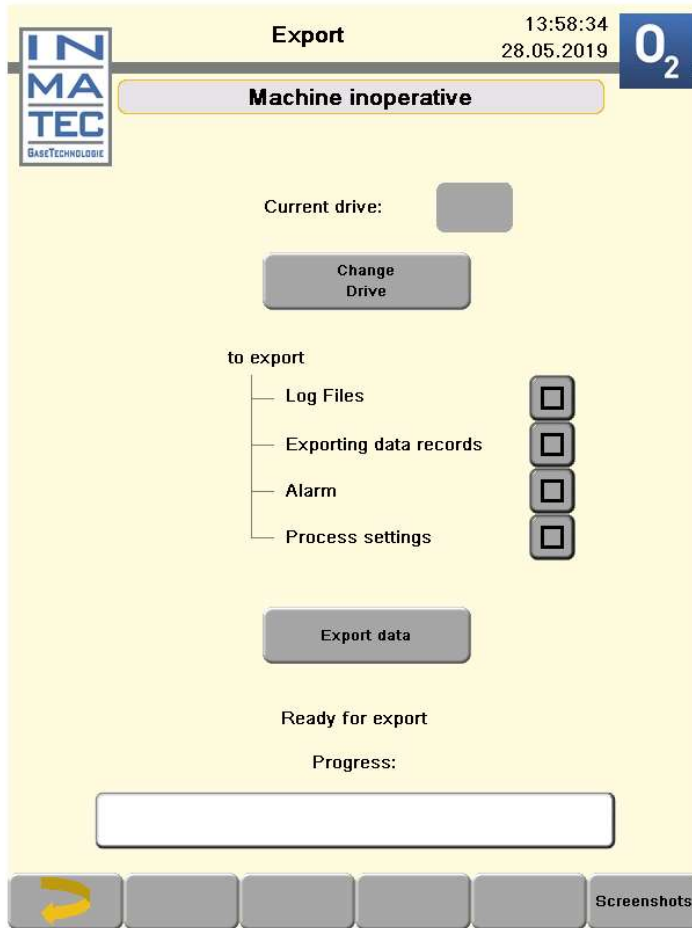 IN
MA
TEC
GASETECHNOLOGIE
Export
13:58:34
28.05.2019
O2
Machine inoperative
Current drive:
Change
Drive
to export
Log Files
Exporting data records
Alarm
Process settings
Export data
Ready for export
Progress:
Screenshots